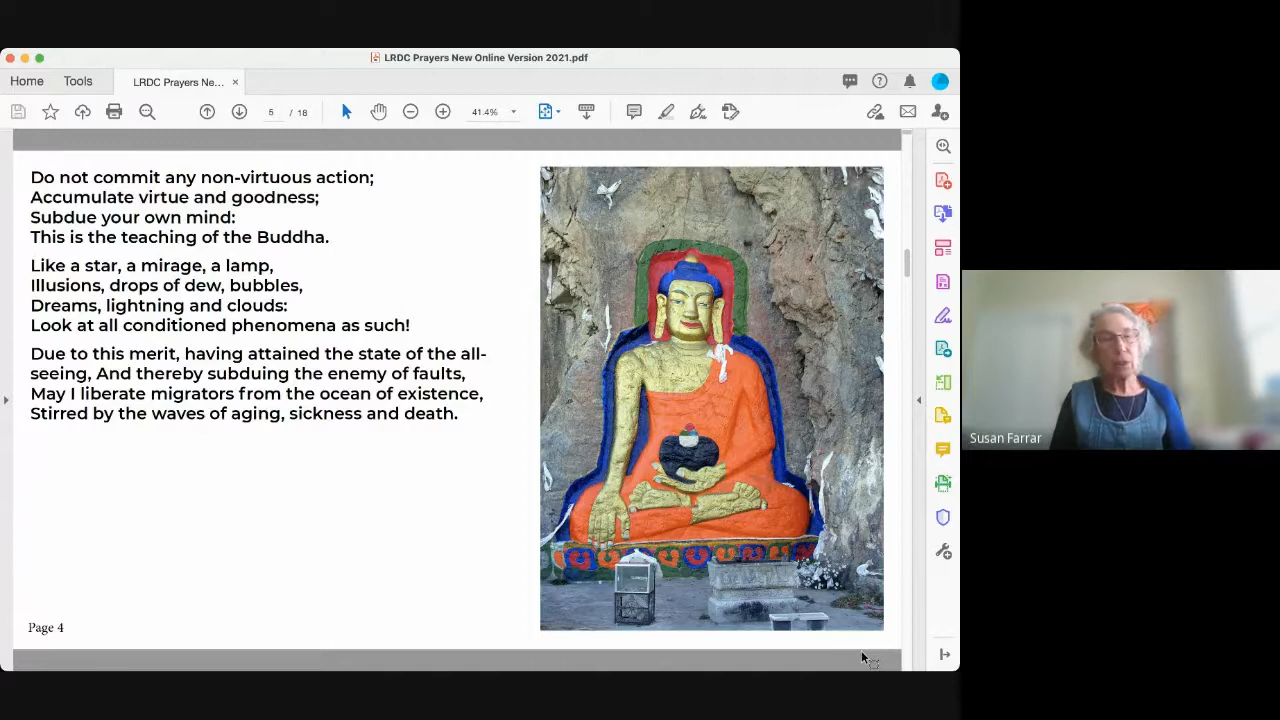 LRDC Prayers New Online Version 2021.pdf
Home
Tools
LRDC Prayers Ne...
5 / 18
41.4%
Do not commit any non-virtuous action;
Accumulate virtue and goodness;
Subdue your own mind:
This is the teaching of the Buddha.
Like a star, a mirage, a lamp,
Illusions, drops of dew, bubbles,
Dreams, lightning and clouds:
Look at all conditioned phenomena as such!
Due to this merit, having attained the state of the all-
seeing, And thereby subduing the enemy of faults,
May I liberate migrators from the ocean of existence,
Stirred by the waves of aging, sickness and death.
Page 4
Susan Farrar